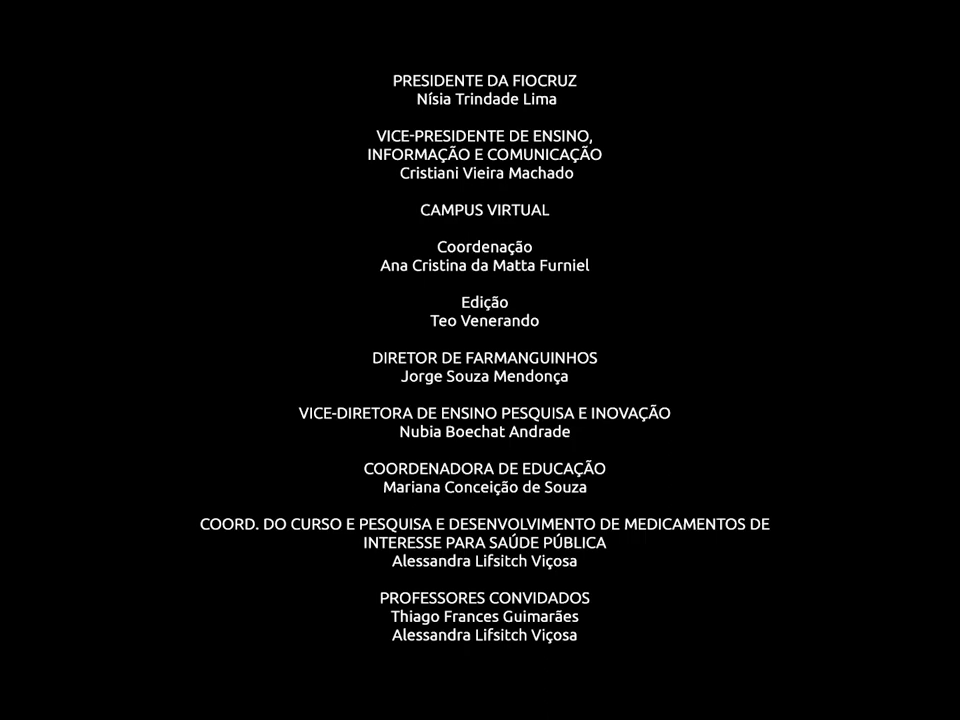 PRESIDENTE DA FIOCRUZ
Nísia Trindade Lima
VICE-PRESIDENTE DE ENSINO,
INFORMAÇÃO E COMUNICAÇÃO
Cristiani Vieira Machado
CAMPUS VIRTUAL
Coordenação
Ana Cristina da Matta Furniel
Edição
Teo Venerando
DIRETOR DE FARMANGUINHOS
Jorge Souza Mendonça
VICE-DIRETORA DE ENSINO PESQUISA E INOVAÇÃO
Nubia Boechat Andrade
COORDENADORA DE EDUCAÇÃO
Mariana Conceição de Souza
COORD. DO CURSO E PESQUISA E DESENVOLVIMENTO DE MEDICAMENTOS DE
INTERESSE PARA SAÚDE PÚBLICA
Alessandra Lifsitch Viçosa
PROFESSORES CONVIDADOS
Thiago Frances Guimarães
Alessandra Lifsitch Viçosa